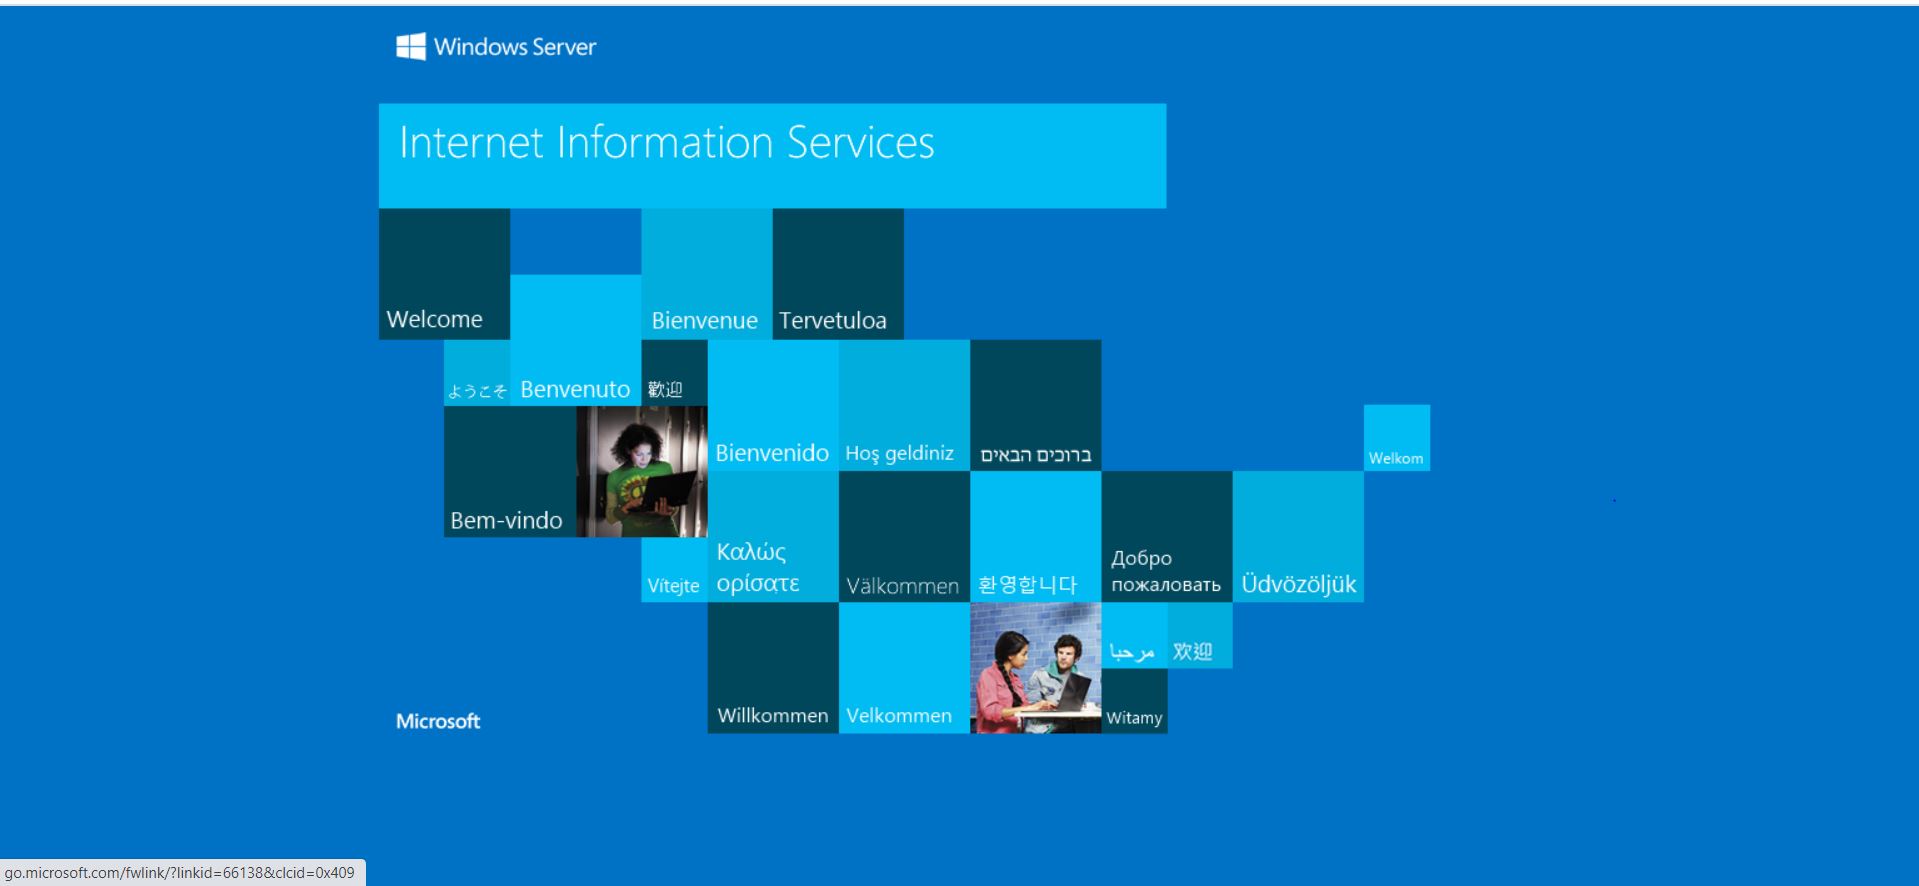 Windows Server
Internet Information Services
Welcome
Bienvenue
Tervetuloa
ようこそ
Benvenuto
歡迎
Bienvenido
Hoş geldiniz
ברוכים הבאים
Welkom
Bem-vindo
Vítejte
Καλώς
ορίσατε
Välkommen
환영합니다
Добро
пожаловать
Üdvözöljük
مرحبا
欢迎
Microsoft
Willkommen
Velkommen
Witamy
go.microsoft.com/fwlink/?linkid=66138&clcid=0x409